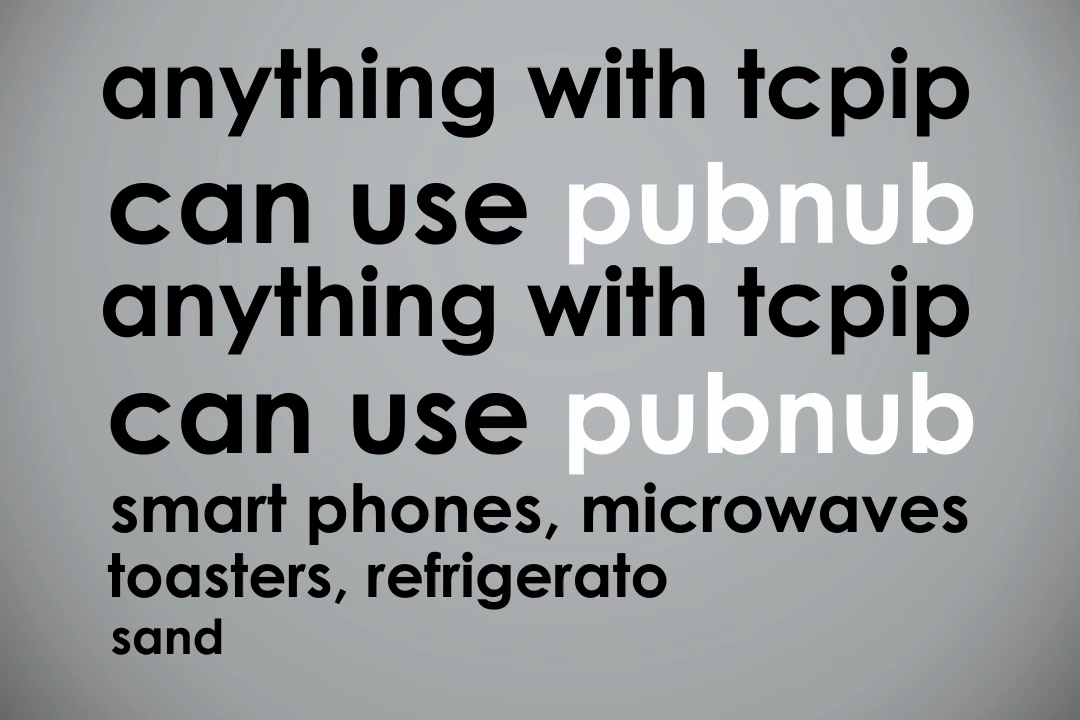 anything with tcpip
can use pubnub
anything with tcpip
can use pubnub
smart phones, microwaves
toasters, refrigerato
sand